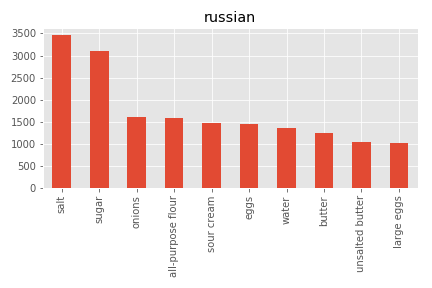 russian
3500
3000
2500
2000
1500
1000
500
0
salt
sugar
onions
all-purpose flour
sour cream
eggs
water
butter
unsalted butter
large eggs